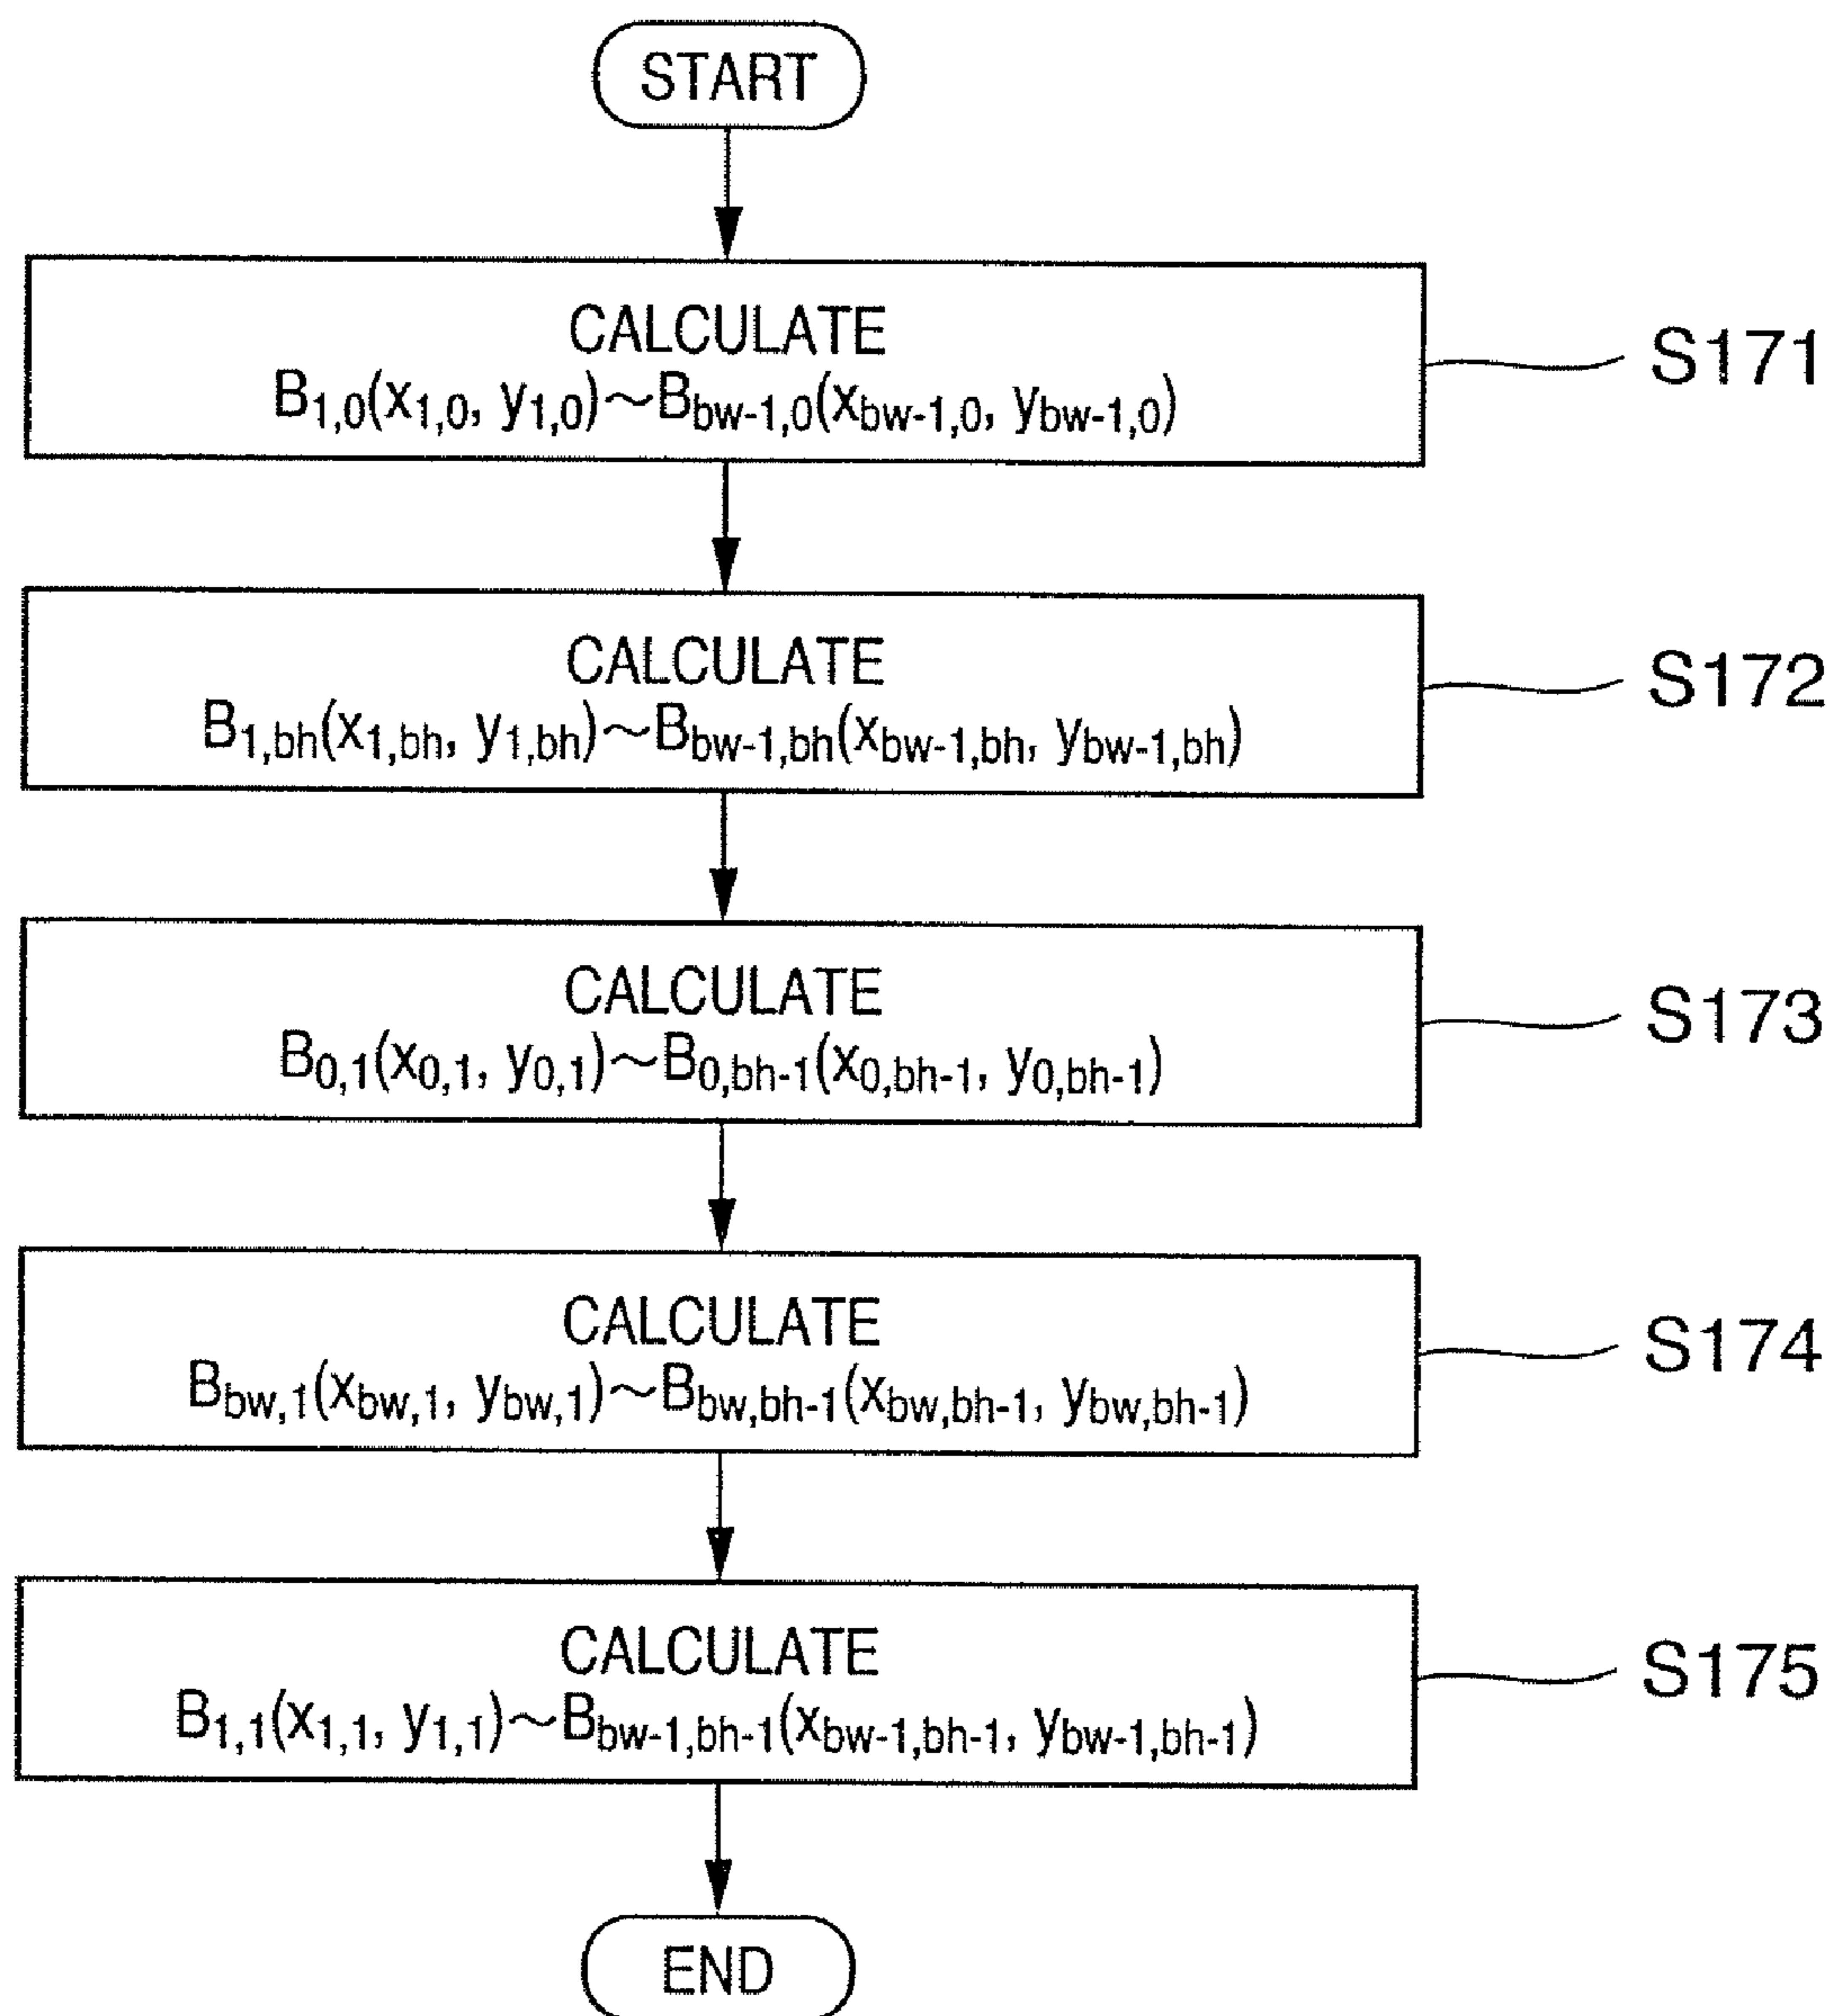 START
CALCULATE
B1,0(x1,0, y1,0)~Bbw-1,0(xbw-1,0, ybw-1,0)
S171
CALCULATE
B1,bh(x1,bh, y1,bh)~Bbw-1,bh(xbw-1,bh, ybw-1,bh)
S172
CALCULATE
B0,1(x0,1, y0,1)~B0,bh-1(x0,bh-1, y0,bh-1)
S173
CALCULATE
Bbw,1(xbw,1, ybw,1)~Bbw,bh-1(xbw,bh-1, ybw,bh-1)
S174
CALCULATE
B1,1(x1,1, y1,1)~Bbw-1,bh-1(xbw-1,bh-1, ybw-1,bh-1)
S175
END